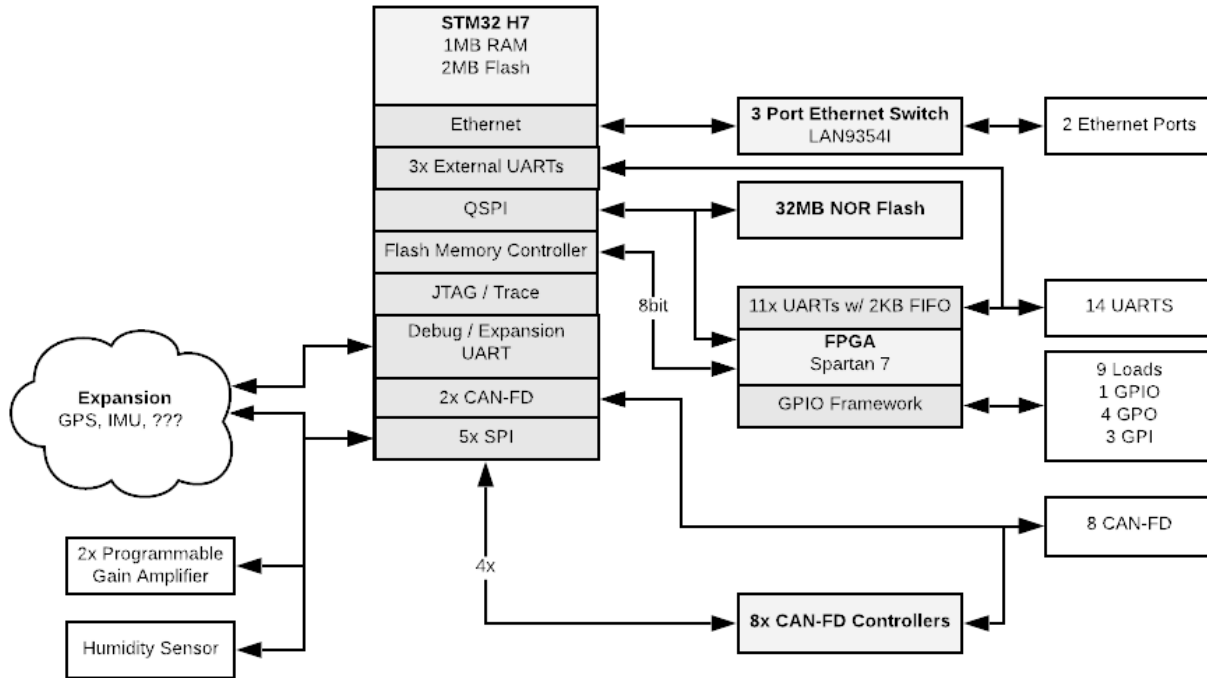 STM32 H7
1MB RAM
2MB Flash
Ethernet
3x External UARTs
QSPI
Flash Memory Controller
JTAG / Trace
Debug / Expansion
UART
2x CAN-FD
5x SPI
3 Port Ethernet Switch
LAN9354I
2 Ethernet Ports
32MB NOR Flash
8bit
11x UARTs w/ 2KB FIFO
FPGA
Spartan 7
GPIO Framework
14 UARTS
9 Loads
1 GPIO
4 GPO
3 GPI
Expansion
GPS, IMU, ???
8 CAN-FD
2x Programmable
Gain Amplifier
4x
8x CAN-FD Controllers
Humidity Sensor